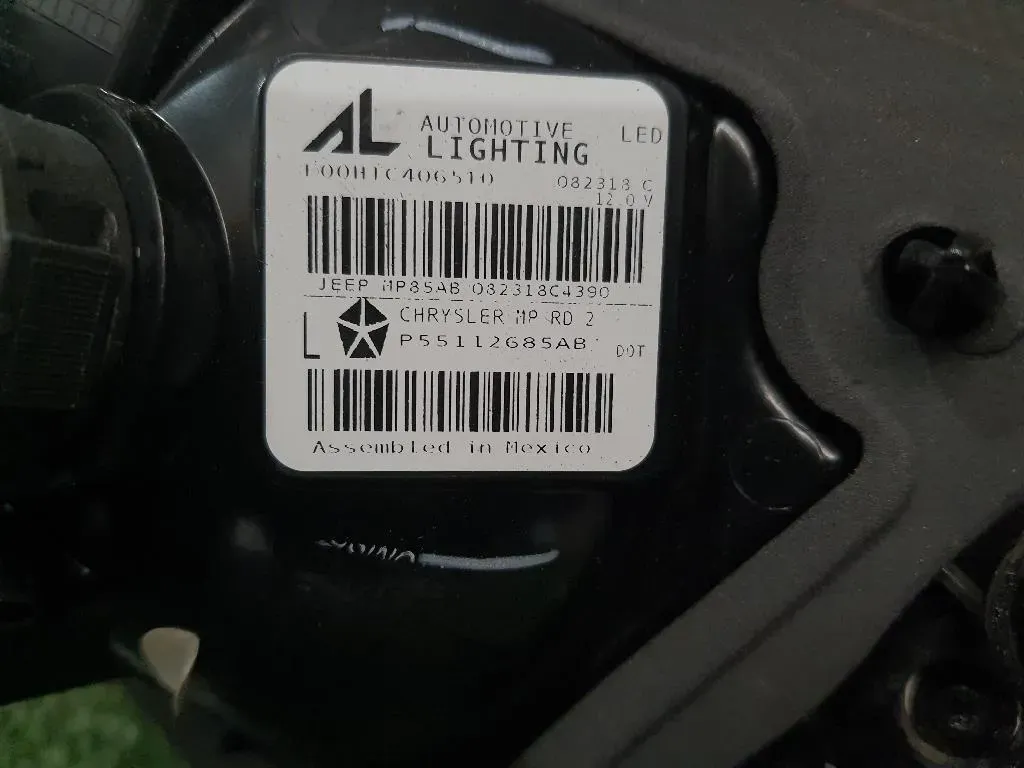 AL AUTOMOTIVE LIGHTING LED
F00HTC406510 082318 C
12.0 V
JEEP MP85AB 082318C4390
L CHRYSLER MP RD 2
P55112685AB DOT
Assembled in Mexico